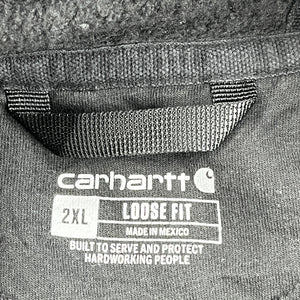 carhartt
2XL LOOSE FIT
MADE IN MEXICO
BUILT TO SERVE AND PROTECT
HARDWORKING PEOPLE